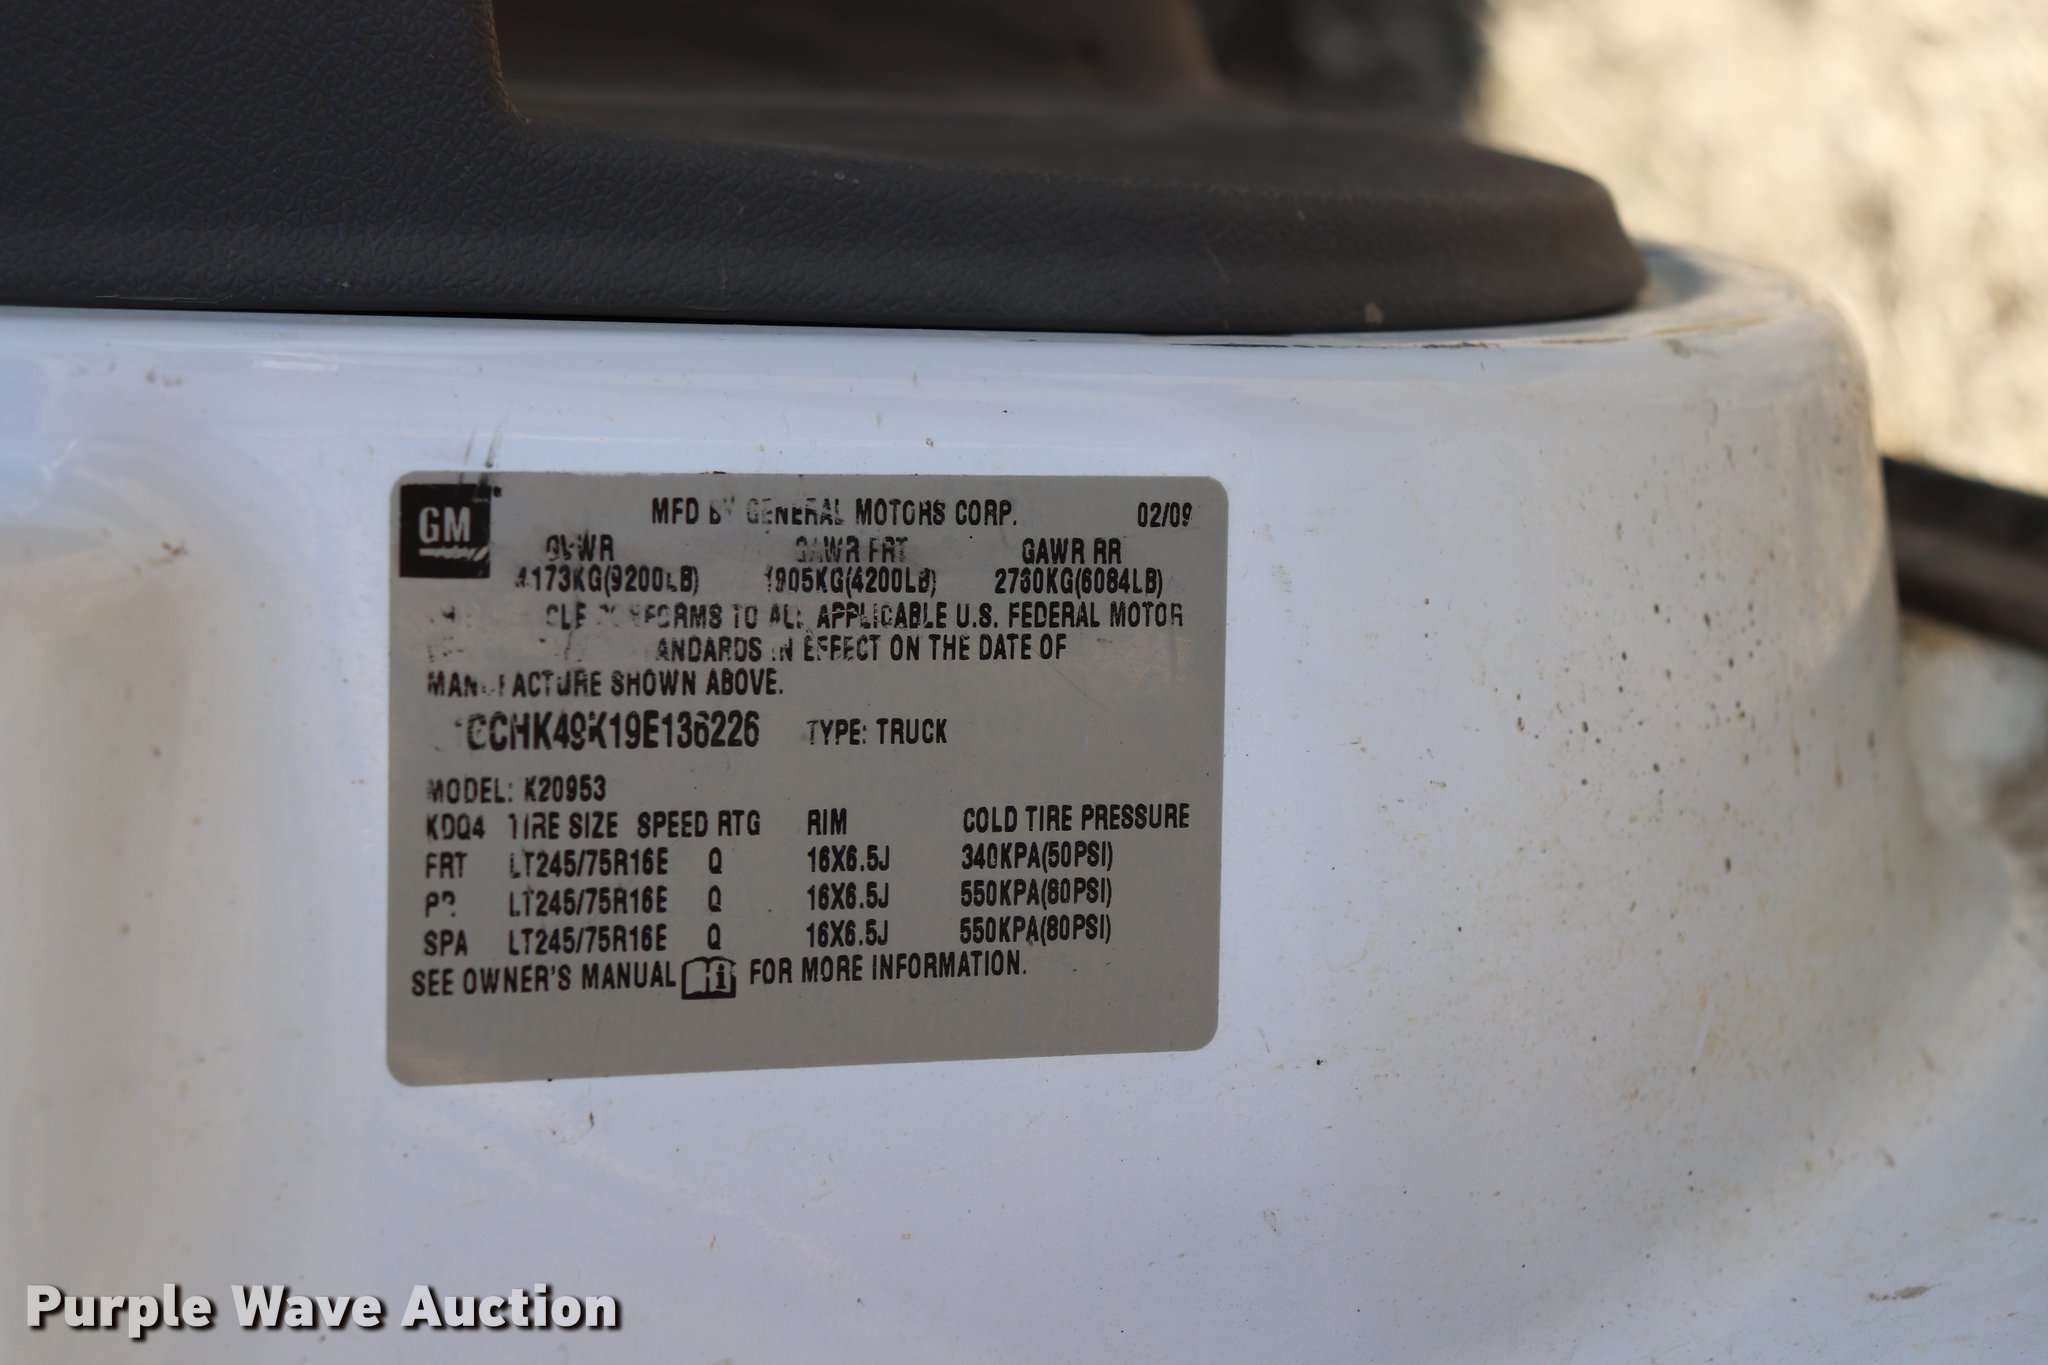 GM
MFD BY GENERAL MOTORS CORP. 02/09
GVWR GAWR FRT GAWR RR
4173KG(9200LB) 1905KG(4200LB) 2760KG(6084LB)
CONFORMS TO ALL APPLICABLE U.S. FEDERAL MOTOR
IN EFFECT ON THE DATE OF
MANUFACTURE SHOWN ABOVE.
TYPE: TRUCK
MODEL: K20953
KDQ4 TIRE SIZE SPEED RTG RIM COLD TIRE PRESSURE
FRT LT245/75R16E Q 16X6.5J 340KPA(50PSI)
LT245/75R16E Q 16X6.5J 550KPA(80PSI)
SPA LT245/75R16E Q 16X6.5J 550KPA(80PSI)
SEE OWNER'S MANUAL FOR MORE INFORMATION.
Purple Wave Auction